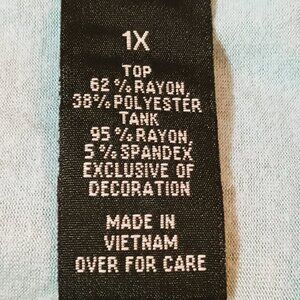 1X
TOP
62% RAYON,
38% POLYESTER
TANK
95% RAYON,
5% SPANDEX
EXCLUSIVE OF
DECORATION
MADE IN
VIETNAM
OVER FOR CARE